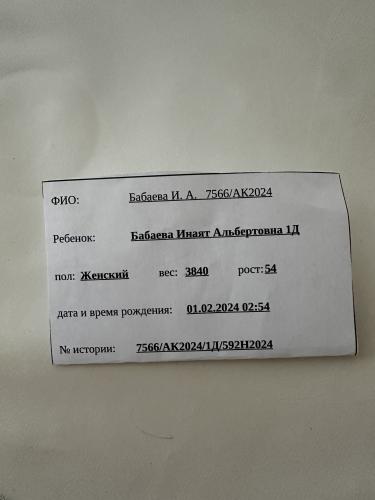 ФИО: Бабаева И. А. 7566/АК2024
Ребенок: Бабаева Инаят Альбертовна 1Д
пол: Женский вес: 3840 рост: 54
дата и время рождения: 01.02.2024 02:54
№ истории: 7566/АК2024/1Д/592Н2024